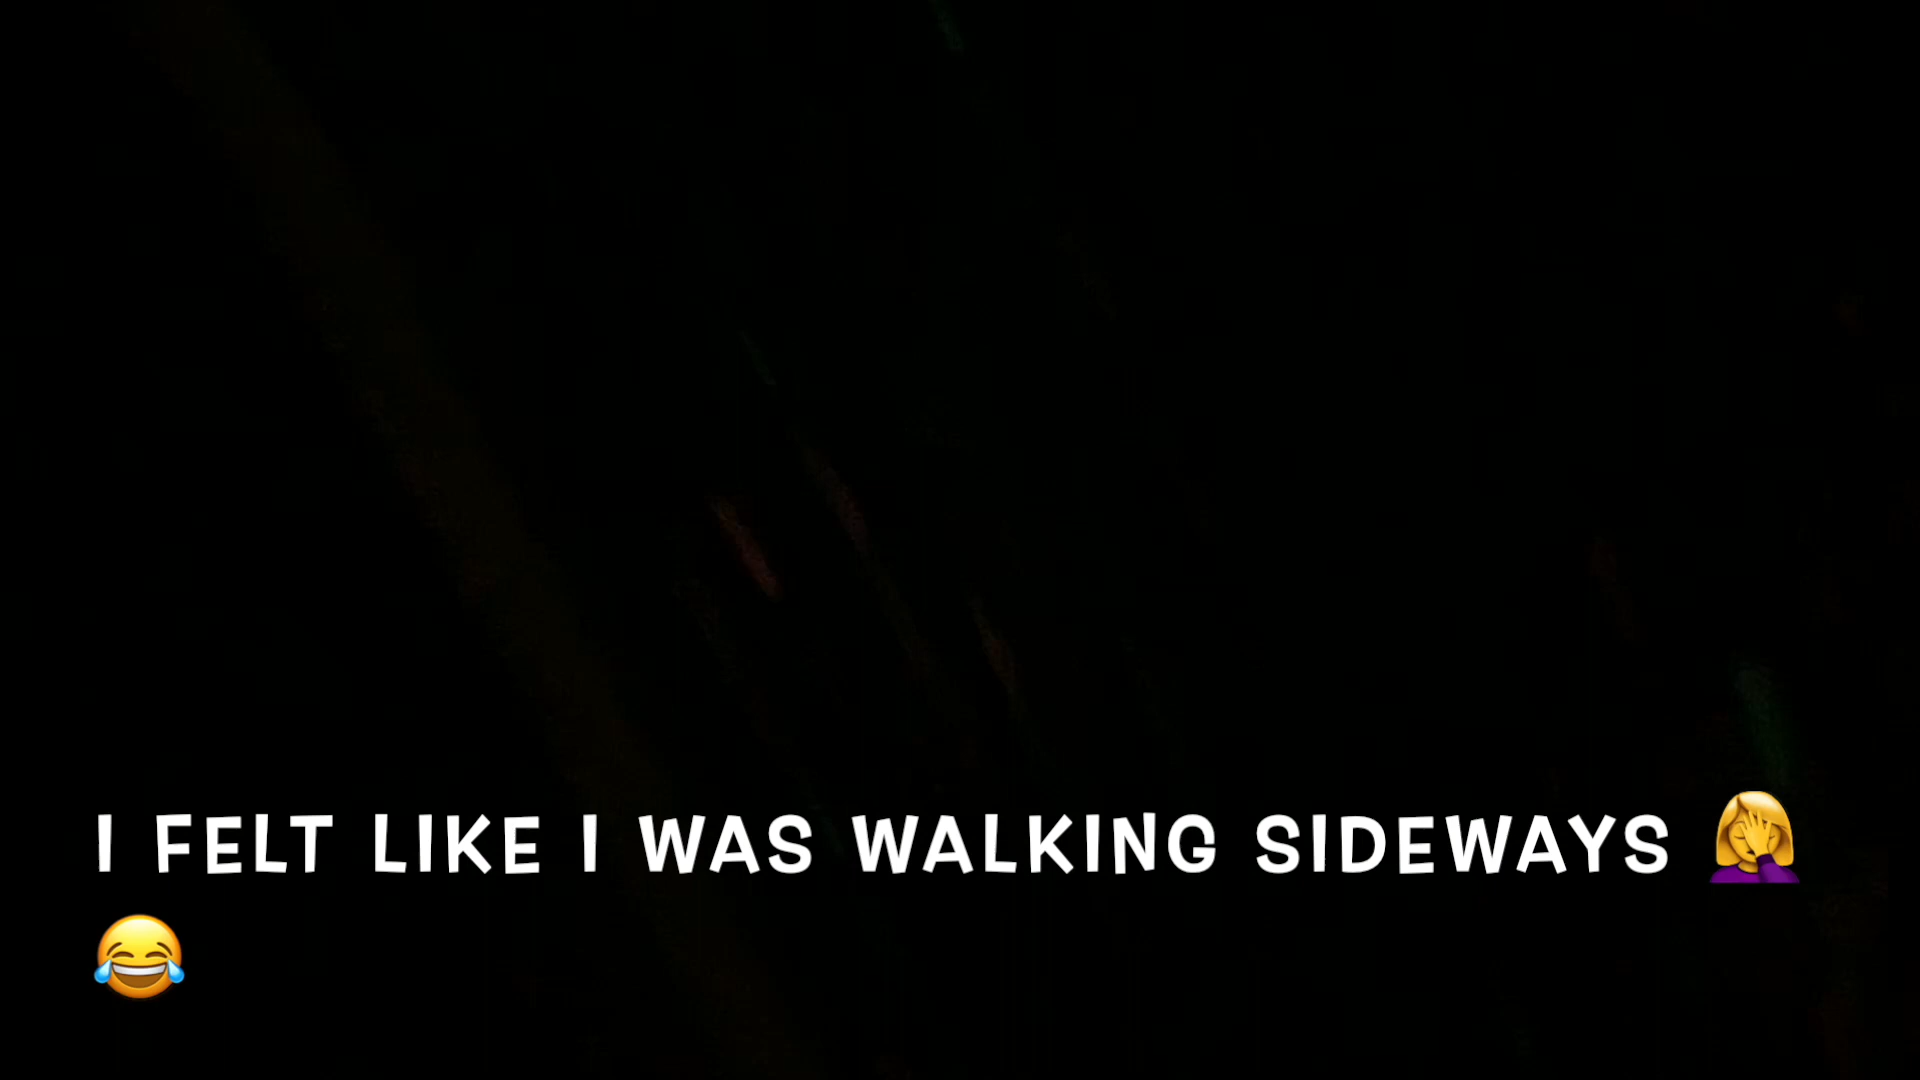 I FELT LIKE I WAS WALKING SIDEWAYS 🤦‍♀️
😂